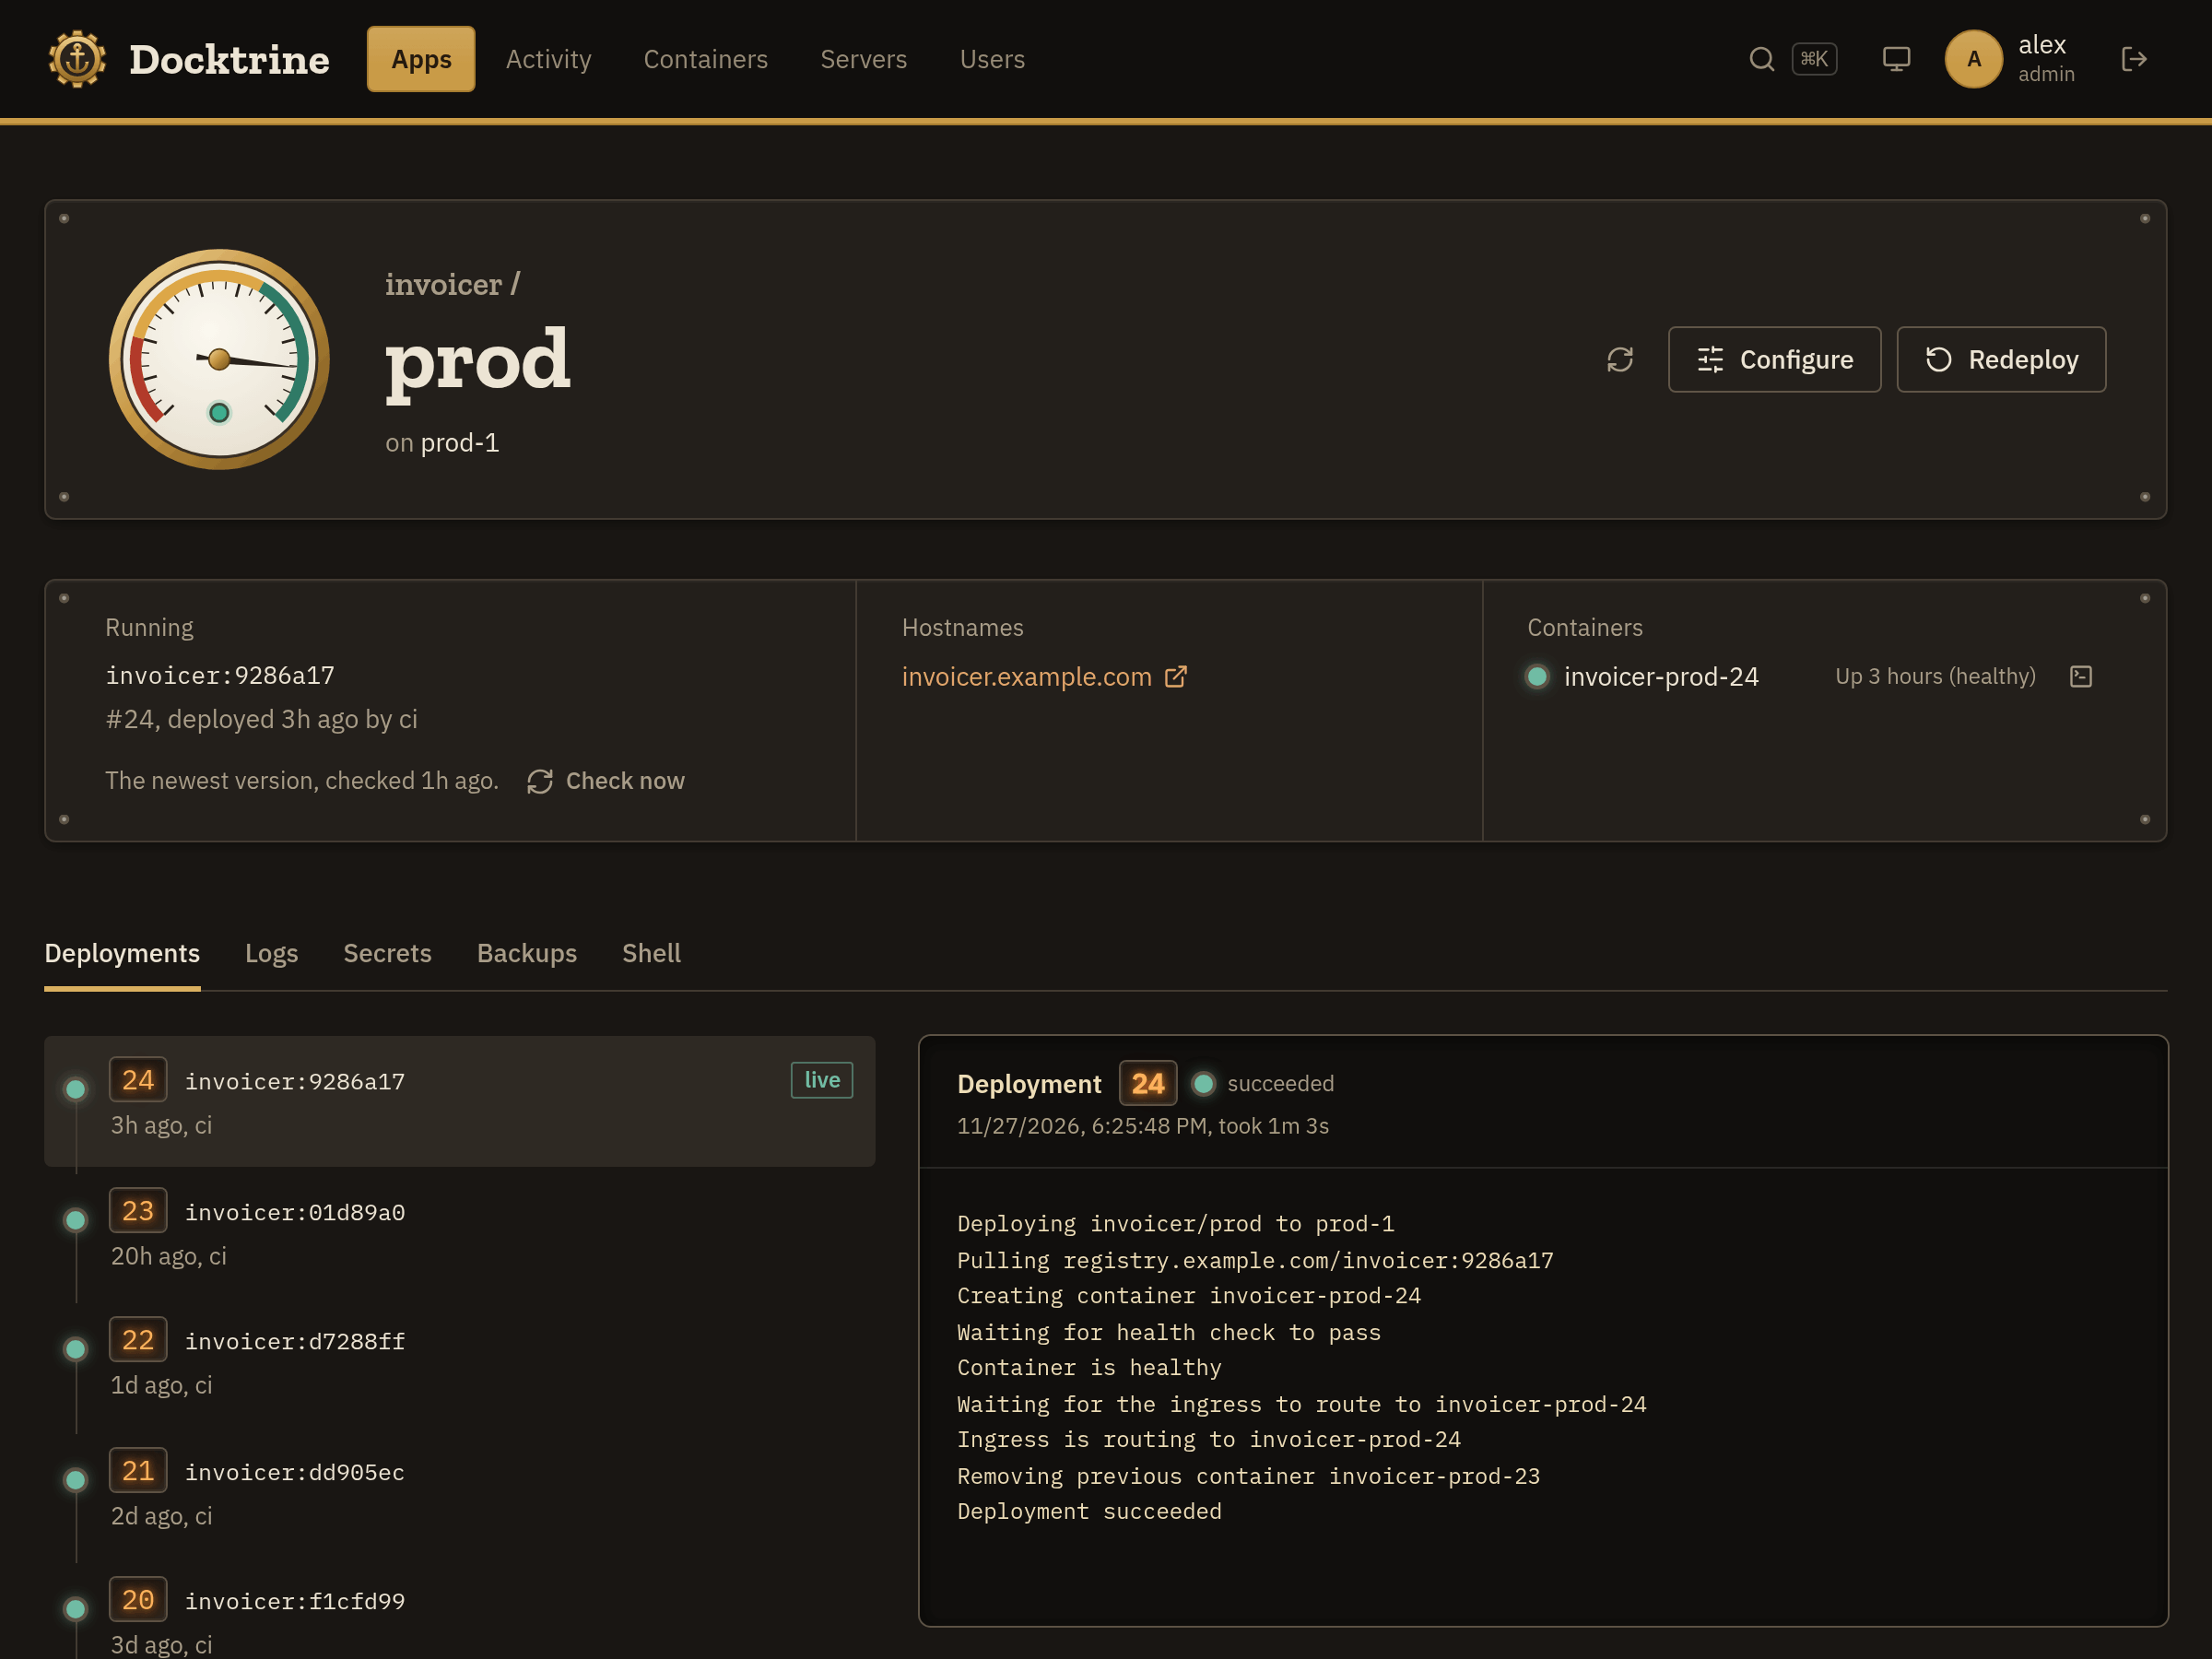 Docktrine
Apps
Activity
Containers
Servers
Users
⌘K
A
alex
admin
invoicer /
prod
on prod-1
Configure
Redeploy
Running
invoicer:9286a17
#24, deployed 3h ago by ci
The newest version, checked 1h ago.
Check now
Hostnames
invoicer.example.com
Containers
invoicer-prod-24
Up 3 hours (healthy)
Deployments
Logs
Secrets
Backups
Shell
24 invoicer:9286a17 live
3h ago, ci
23 invoicer:01d89a0
20h ago, ci
22 invoicer:d7288ff
1d ago, ci
21 invoicer:dd905ec
2d ago, ci
20 invoicer:f1cfd99
3d ago, ci
Deployment 24 succeeded
11/27/2026, 6:25:48 PM, took 1m 3s
Deploying invoicer/prod to prod-1
Pulling registry.example.com/invoicer:9286a17
Creating container invoicer-prod-24
Waiting for health check to pass
Container is healthy
Waiting for the ingress to route to invoicer-prod-24
Ingress is routing to invoicer-prod-24
Removing previous container invoicer-prod-23
Deployment succeeded